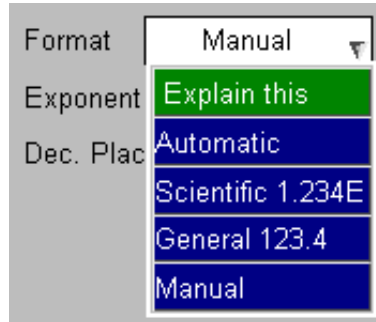 Format Manual
Exponent Explain this
Dec. Plac Automatic
Scientific 1.234E
General 123.4
Manual